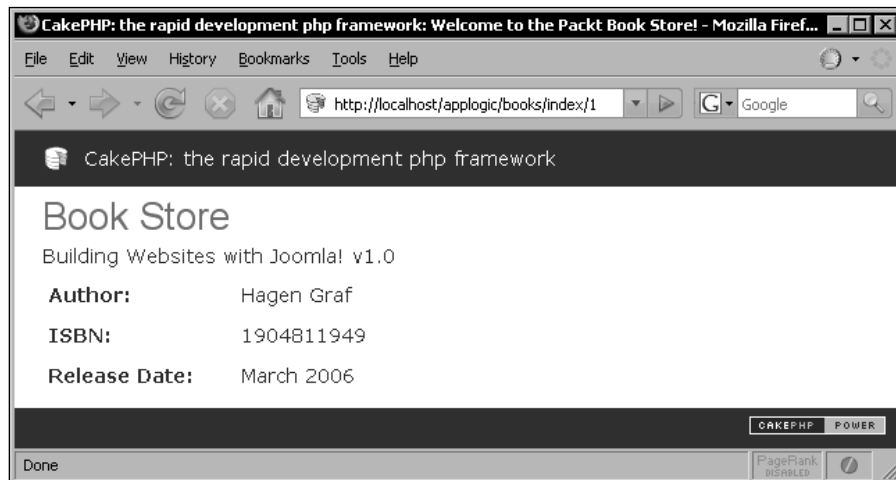 CakePHP: the rapid development php framework: Welcome to the Packt Book Store! - Mozilla Firef...
File Edit View History Bookmarks Tools Help
http://localhost/applogic/books/index/1 G Google
CakePHP: the rapid development php framework
Book Store
Building Websites with Joomla! v1.0
Author: Hagen Graf
ISBN: 1904811949
Release Date: March 2006
CAKEPHP POWER
Done PageRank
DISABLED